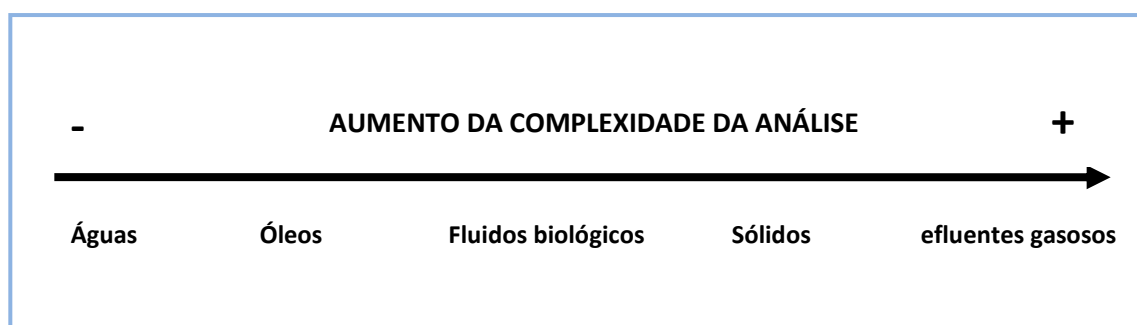 - AUMENTO DA COMPLEXIDADE DA ANÁLISE +
Águas Óleos Fluidos biológicos Sólidos efluentes gasosos